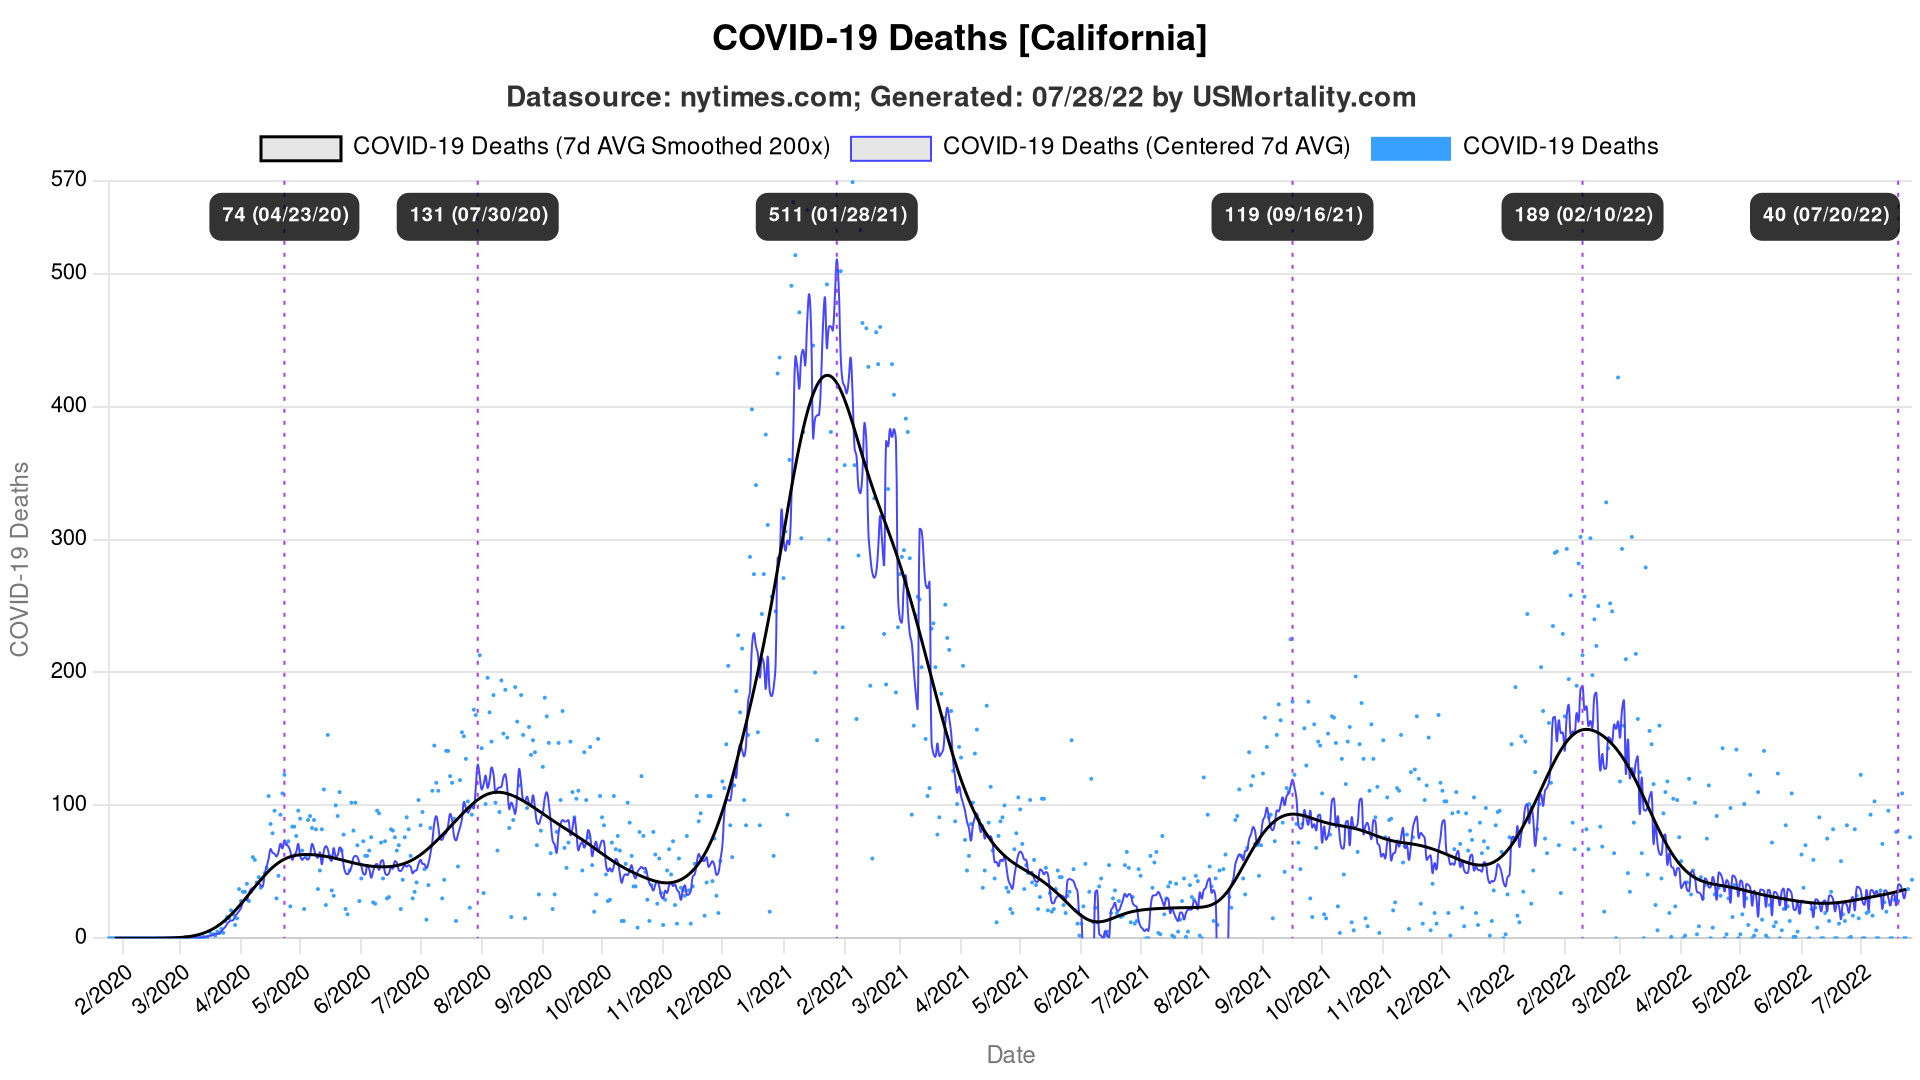 COVID-19 Deaths [California]
Datasource: nytimes.com; Generated: 07/28/22 by USMortality.com
COVID-19 Deaths (7d AVG Smoothed 200x) COVID-19 Deaths (Centered 7d AVG) COVID-19 Deaths
570
74 (04/23/20) 131 (07/30/20) 511 (01/28/21) 119 (09/16/21) 189 (02/10/22) 40 (07/20/22)
500
400
300
200
100
0
COVID-19 Deaths
2/2020 3/2020 4/2020 5/2020 6/2020 7/2020 8/2020 9/2020 10/2020 11/2020 12/2020 1/2021 2/2021 3/2021 4/2021 5/2021 6/2021 7/2021 8/2021 9/2021 10/2021 11/2021 12/2021 1/2022 2/2022 3/2022 4/2022 5/2022 6/2022 7/2022
Date